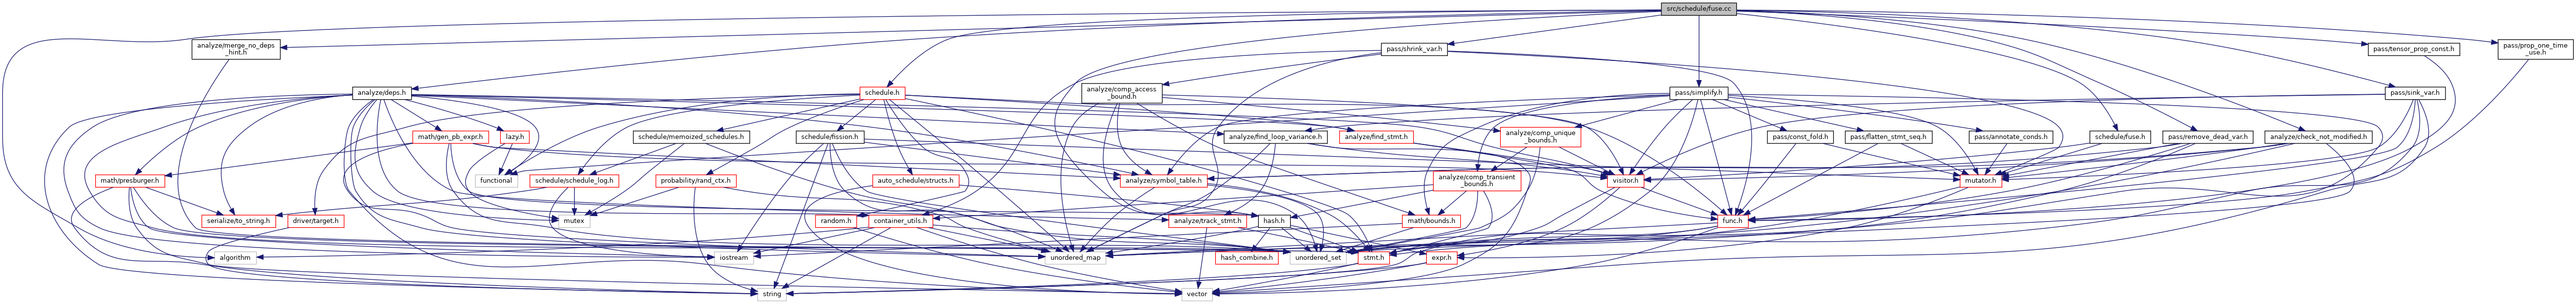 src/schedule/fuse.cc
analyze/merge_no_deps
_hint.h
pass/shrink_var.h
pass/tensor_prop_const.h
pass/prop_one_time
_use.h
analyze/deps.h
schedule.h
analyze/comp_access
_bound.h
pass/simplify.h
pass/sink_var.h
math/gen_pb_expr.h
lazy.h
schedule/memoized_schedules.h
schedule/fission.h
analyze/find_loop_variance.h
analyze/find_stmt.h
analyze/comp_unique
_bounds.h
pass/const_fold.h
pass/flatten_stmt_seq.h
pass/annotate_conds.h
schedule/fuse.h
pass/remove_dead_var.h
analyze/check_not_modified.h
math/presburger.h
functional
schedule/schedule_log.h
probability/rand_ctx.h
auto_schedule/structs.h
analyze/symbol_table.h
analyze/comp_transient
_bounds.h
visitor.h
mutator.h
serialize/to_string.h
driver/target.h
mutex
random.h
container_utils.h
analyze/track_stmt.h
hash.h
math/bounds.h
func.h
algorithm
iostream
unordered_map
hash_combine.h
unordered_set
stmt.h
expr.h
string
vector